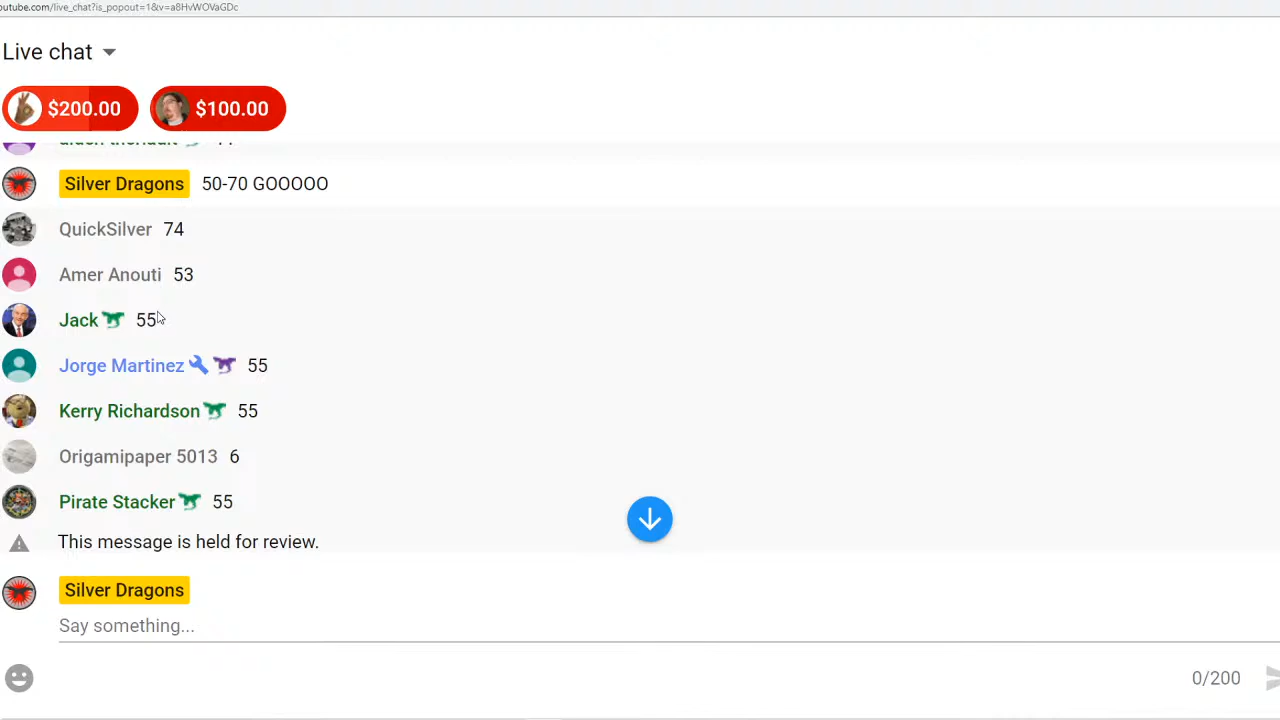 outube.com/live_chat?is_popout=1&v=a8HvWOVaGDc
Live chat
$200.00 $100.00
Silver Dragons 50-70 GOOOOO
QuickSilver 74
Amer Anouti 53
Jack 55
Jorge Martinez 55
Kerry Richardson 55
Origamipaper 5013 6
Pirate Stacker 55
This message is held for review.
Silver Dragons
Say something...
0/200